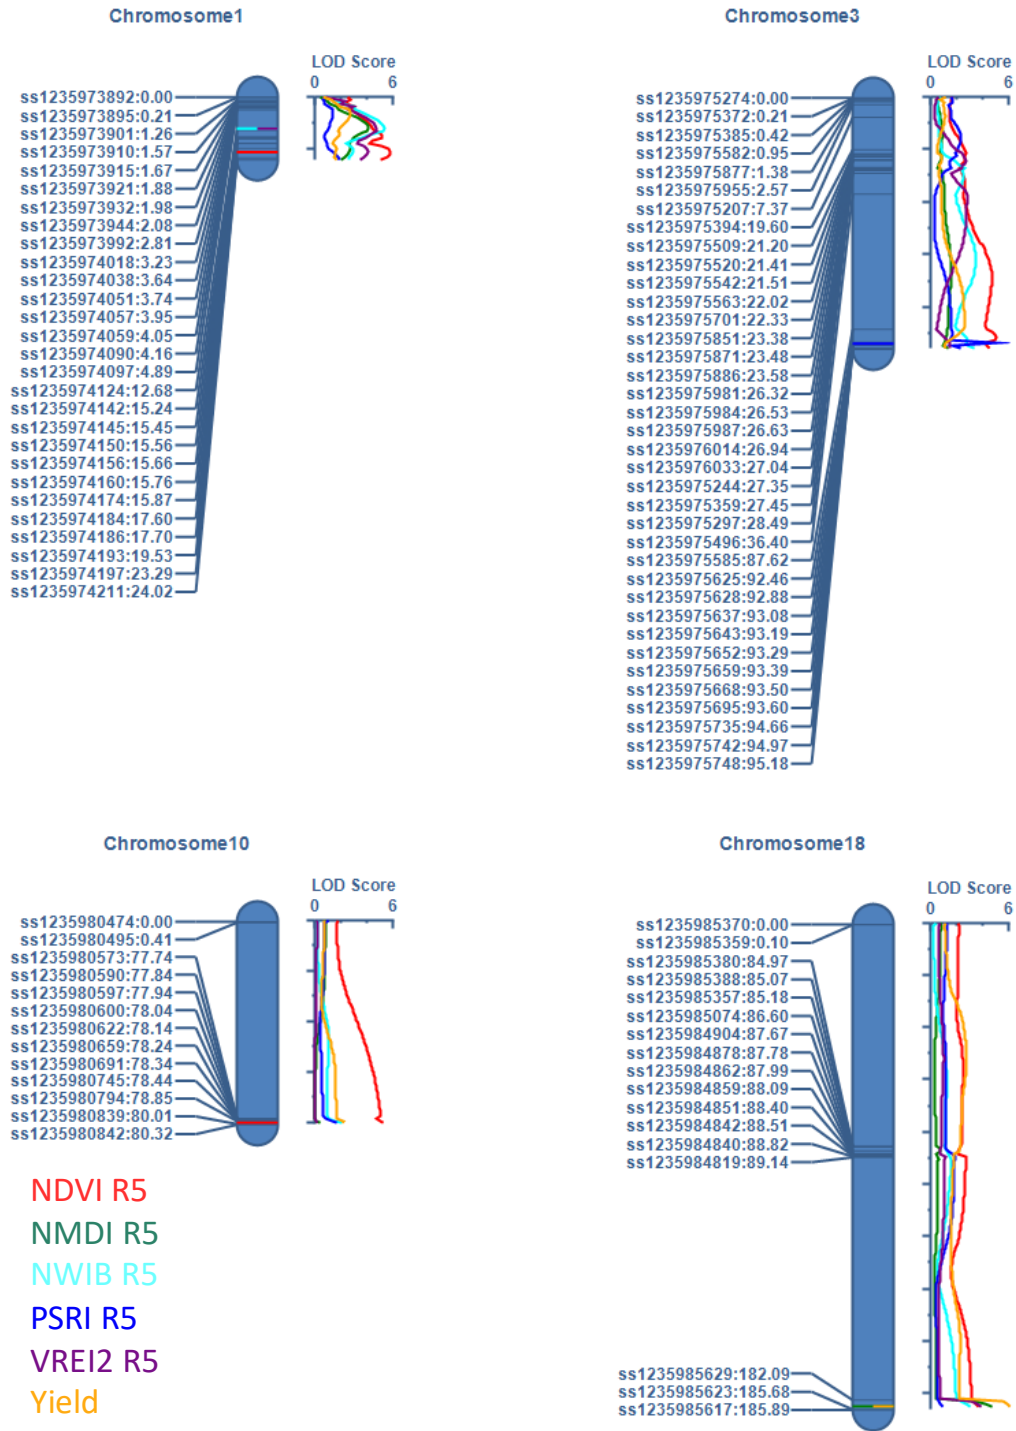 Chromosome1
LOD Score
0 6
ss1235973892:0.00
ss1235973895:0.21
ss1235973901:1.26
ss1235973910:1.57
ss1235973915:1.67
ss1235973921:1.88
ss1235973932:1.98
ss1235973944:2.08
ss1235973992:2.81
ss1235974018:3.23
ss1235974038:3.64
ss1235974051:3.74
ss1235974057:3.95
ss1235974059:4.05
ss1235974090:4.16
ss1235974097:4.89
ss1235974124:12.68
ss1235974142:15.24
ss1235974145:15.45
ss1235974150:15.56
ss1235974156:15.66
ss1235974160:15.76
ss1235974174:15.87
ss1235974184:17.60
ss1235974186:17.70
ss1235974193:19.53
ss1235974197:23.29
ss1235974211:24.02
Chromosome3
LOD Score
0 6
ss1235975274:0.00
ss1235975372:0.21
ss1235975385:0.42
ss1235975582:0.95
ss1235975877:1.38
ss1235975955:2.57
ss1235975207:7.37
ss1235975394:19.60
ss1235975509:21.20
ss1235975520:21.41
ss1235975542:21.51
ss1235975563:22.02
ss1235975701:22.33
ss1235975851:23.38
ss1235975871:23.48
ss1235975886:23.58
ss1235975981:26.32
ss1235975984:26.53
ss1235975987:26.63
ss1235976014:26.94
ss1235976033:27.04
ss1235975244:27.35
ss1235975359:27.45
ss1235975297:28.49
ss1235975496:36.40
ss1235975585:87.62
ss1235975625:92.46
ss1235975628:92.88
ss1235975637:93.08
ss1235975643:93.19
ss1235975652:93.29
ss1235975659:93.39
ss1235975668:93.50
ss1235975695:93.60
ss1235975735:94.66
ss1235975742:94.97
ss1235975748:95.18
Chromosome10
LOD Score
0 6
ss1235980474:0.00
ss1235980495:0.41
ss1235980573:77.74
ss1235980590:77.84
ss1235980597:77.94
ss1235980600:78.04
ss1235980622:78.14
ss1235980659:78.24
ss1235980691:78.34
ss1235980745:78.44
ss1235980794:78.85
ss1235980839:80.01
ss1235980842:80.32
Chromosome18
LOD Score
0 6
ss1235985370:0.00
ss1235985359:0.10
ss1235985380:84.97
ss1235985388:85.07
ss1235985357:85.18
ss1235985074:86.60
ss1235984904:87.67
ss1235984878:87.78
ss1235984862:87.99
ss1235984859:88.09
ss1235984851:88.40
ss1235984842:88.51
ss1235984840:88.82
ss1235984819:89.14
ss1235985629:182.09
ss1235985623:185.68
ss1235985617:185.89
NDVI R5
NMDI R5
NWIB R5
PSRI R5
VREI2 R5
Yield